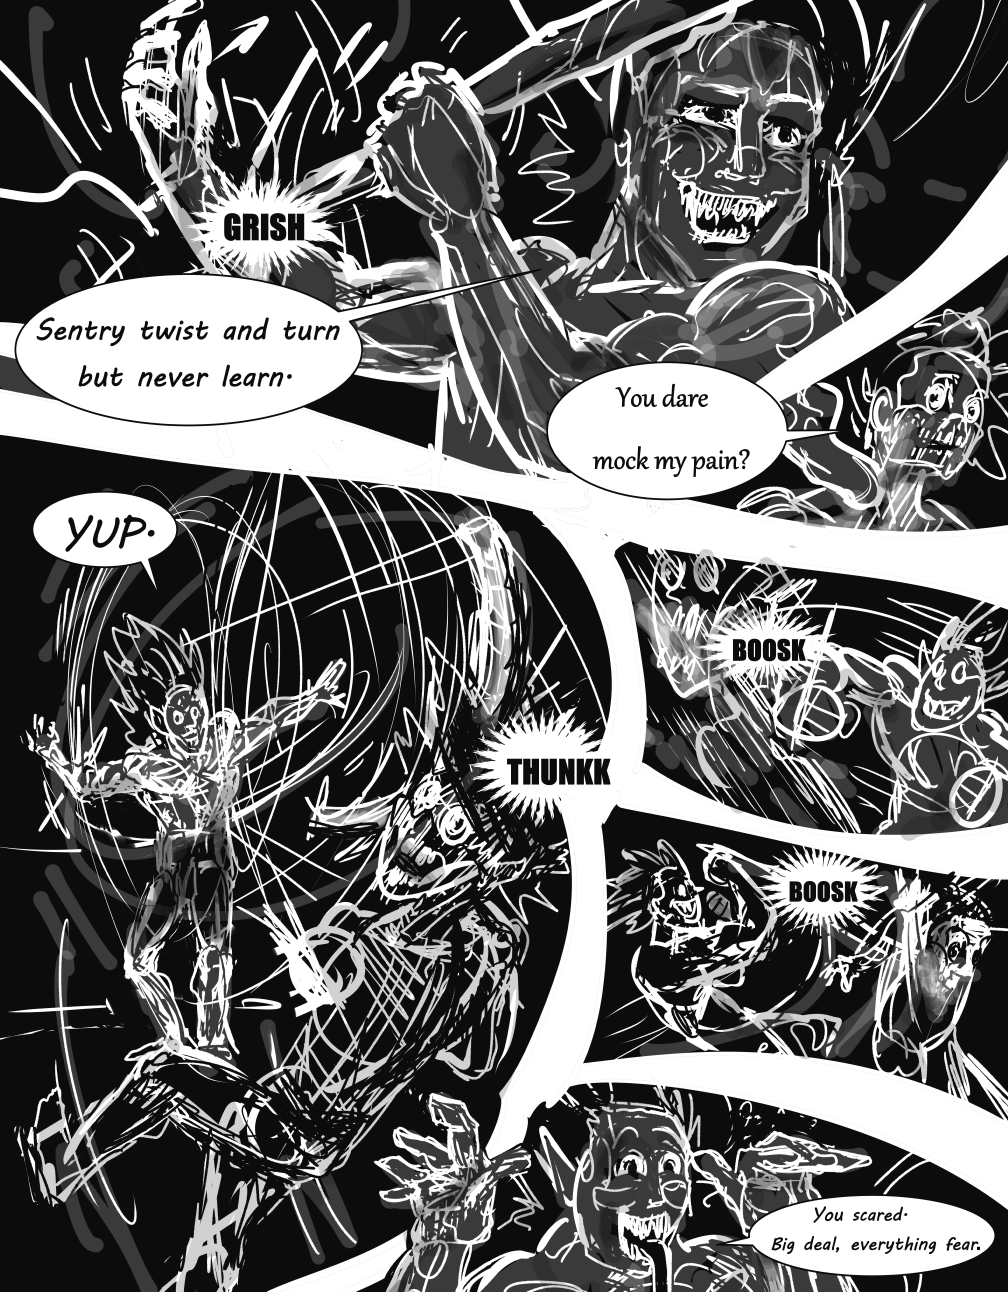 GRISH
Sentry twist and turn
but never learn.
You dare
mock my pain?
YUP.
THUNKK
BOOSK
BOOSK
You scared.
Big deal, everything fear.